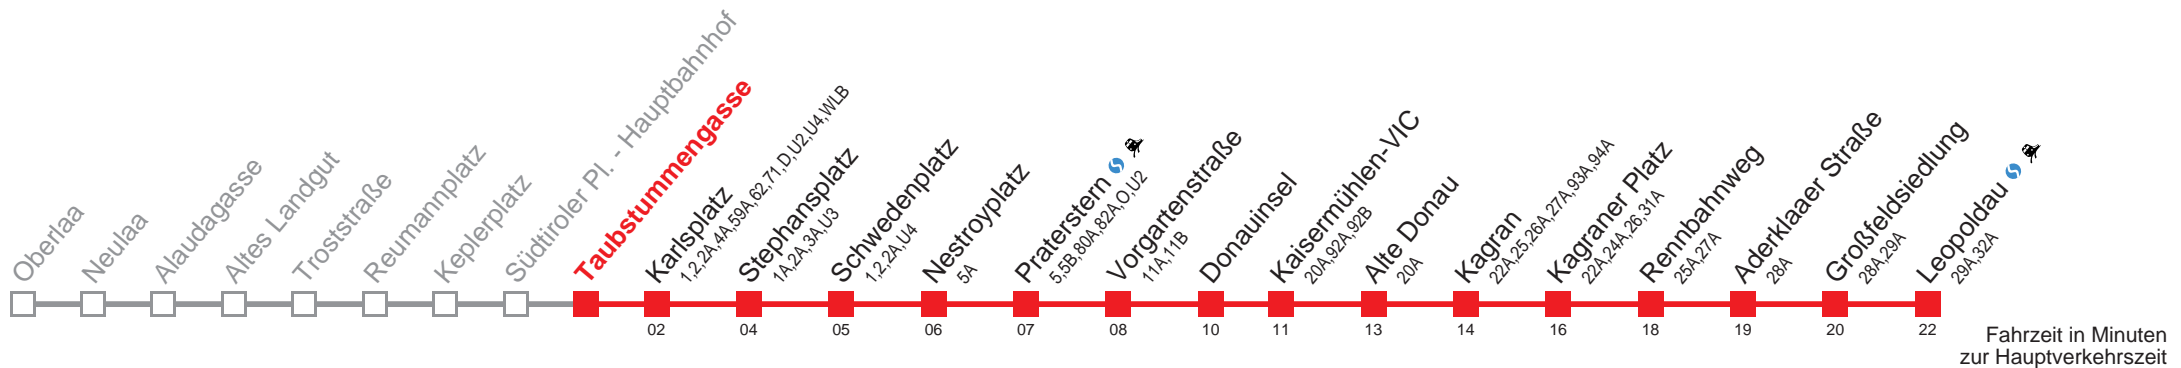 Oberlaa
Neulaa
Alaudagasse
Altes Landgut
Troststraße
Reumannplatz
Keplerplatz
Südtiroler Pl. - Hauptbahnhof
Taubstummengasse
Karlsplatz
1,2,2A,4A,59A,62,71,D,U2,U4,WLB
02
Stephansplatz
1A,2A,3A,U3
04
Schwedenplatz
1,2,2A,U4
05
Nestroyplatz
5A
06
Praterstern
5,5B,80A,82A,O,U2
07
Vorgartenstraße
11A,11B
08
Donauinsel
10
Kaisermühlen-VIC
20A,92A,92B
11
Alte Donau
20A
13
Kagran
22A,25,26A,27A,93A,94A
14
Kagraner Platz
22A,24A,26,31A
16
Rennbahnweg
25A,27A
18
Aderklaaer Straße
28A
19
Großfeldsiedlung
28A,29A
20
Leopoldau
29A,32A
22
Fahrzeit in Minuten
zur Hauptverkehrszeit